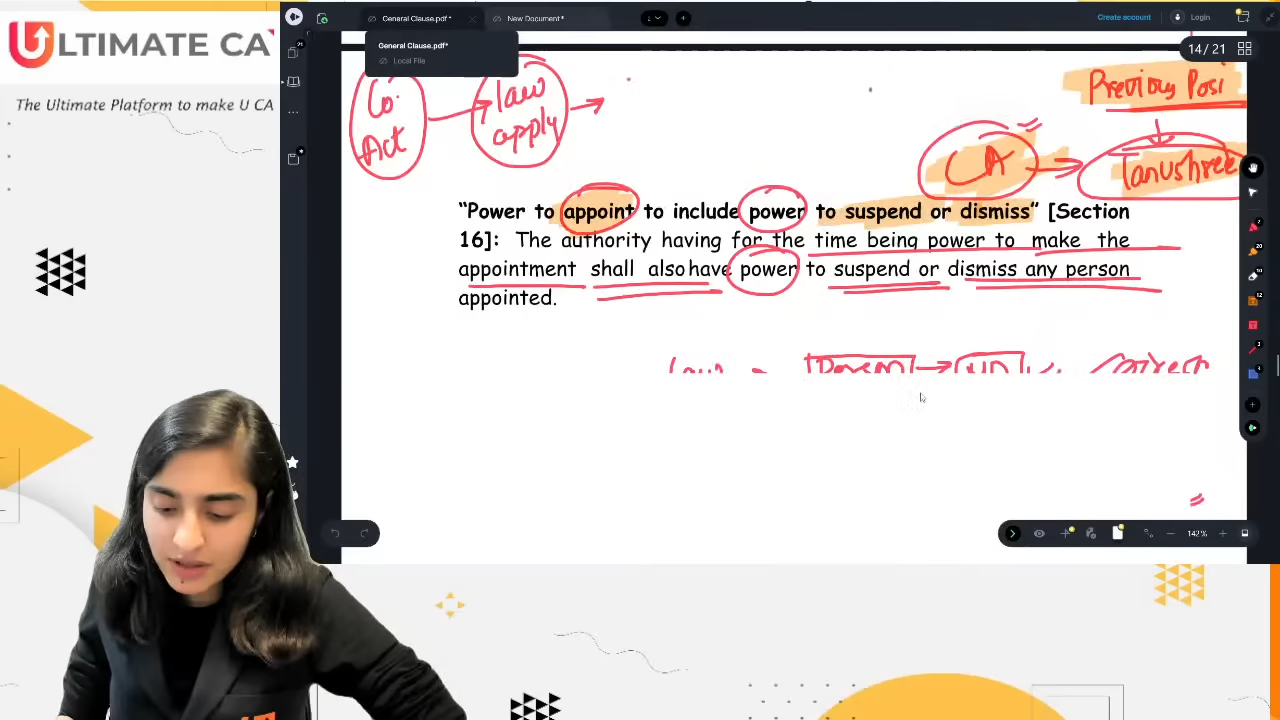 ULTIMATE CA
The Ultimate Platform to make U CA
General Clause.pdf*
New Document*
Create account
Login
General Clause.pdf*
Local File
14 / 21
Co. Act
law apply
Previous Posi
CA
Tanushree
"Power to appoint to include power to suspend or dismiss" [Section
16]: The authority having for the time being power to make the
appointment shall also have power to suspend or dismiss any person
appointed.
142%